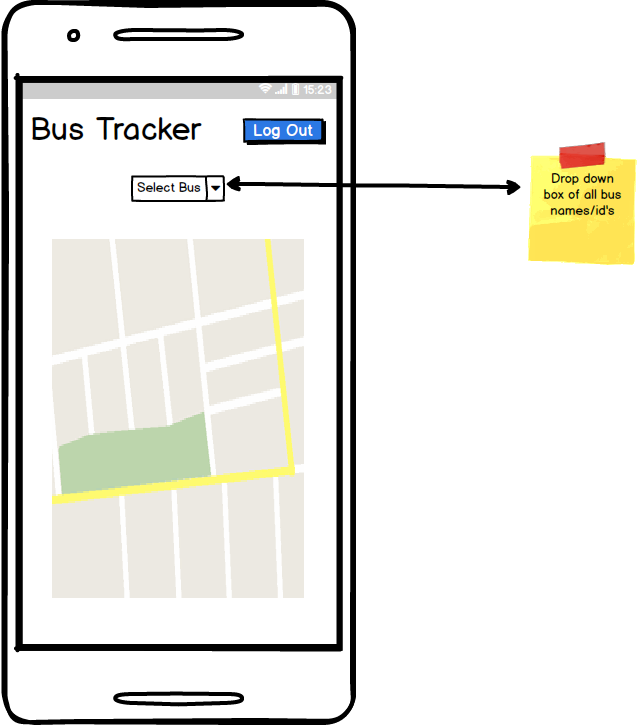 15:23
Bus Tracker
Log Out
Select Bus
Drop down
box of all bus
names/id's